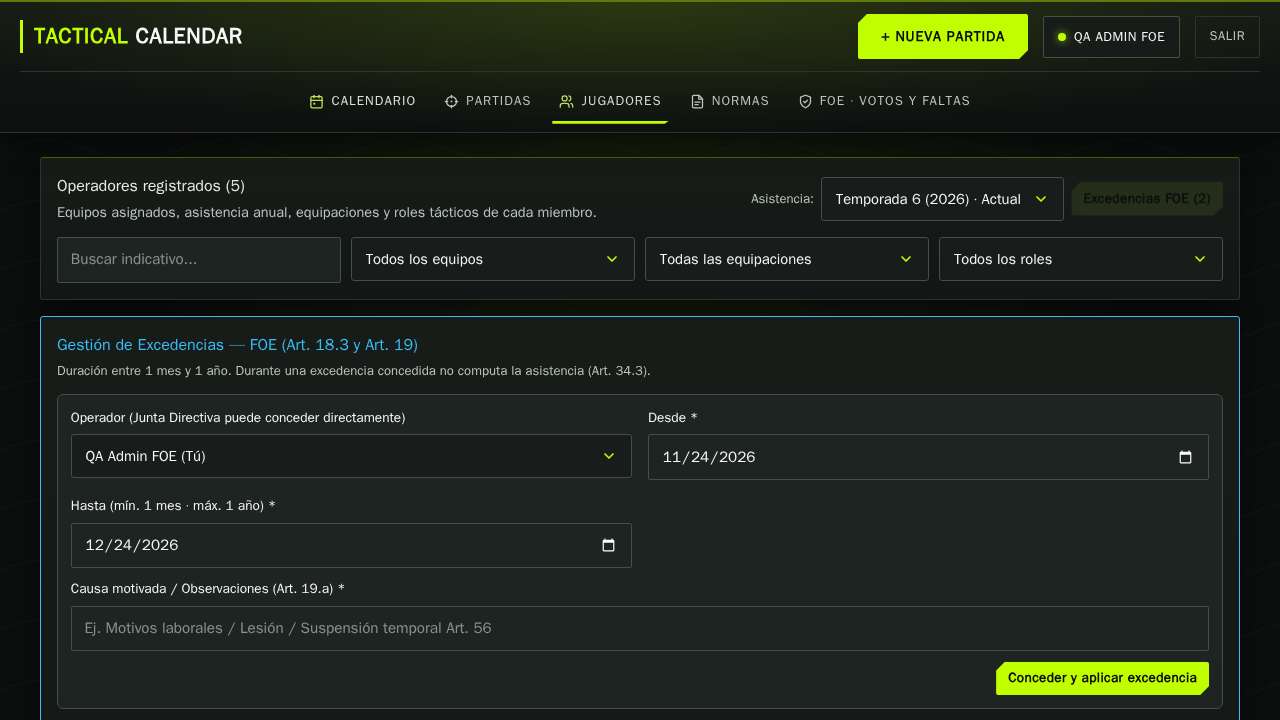 TACTICAL CALENDAR
+ NUEVA PARTIDA
QA ADMIN FOE
SALIR
CALENDARIO
PARTIDAS
JUGADORES
NORMAS
FOE · VOTOS Y FALTAS
Operadores registrados (5)
Equipos asignados, asistencia anual, equipaciones y roles tácticos de cada miembro.
Asistencia:
Temporada 6 (2026) · Actual
Excedencias FOE (2)
Buscar indicativo...
Todos los equipos
Todas las equipaciones
Todos los roles
Gestión de Excedencias — FOE (Art. 18.3 y Art. 19)
Duración entre 1 mes y 1 año. Durante una excedencia concedida no computa la asistencia (Art. 34.3).
Operador (Junta Directiva puede conceder directamente)
Desde *
QA Admin FOE (Tú)
11/24/2026
Hasta (mín. 1 mes · máx. 1 año) *
12/24/2026
Causa motivada / Observaciones (Art. 19.a) *
Ej. Motivos laborales / Lesión / Suspensión temporal Art. 56
Conceder y aplicar excedencia